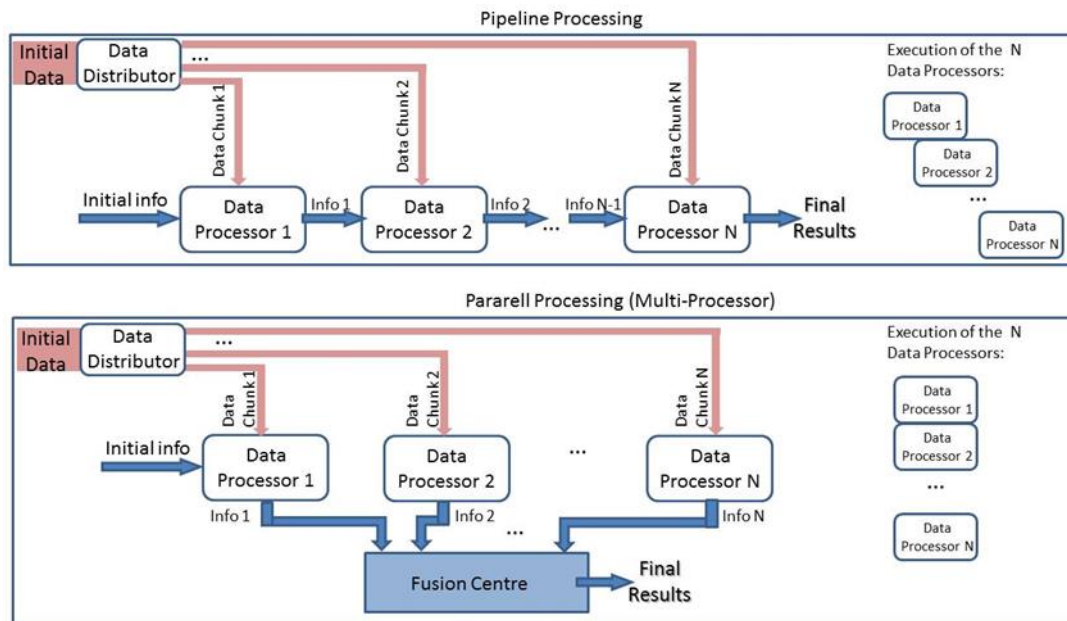 Pipeline Processing
Initial
Data
Data
Distributor
...
Data Chunk 1
Data Chunk 2
Data Chunk N
Execution of the N
Data Processors:
Data
Processor 1
Data
Processor 2
...
Data
Processor N
Initial info
Data
Processor 1
Info 1
Data
Processor 2
Info 2
...
Info N-1
Data
Processor N
Final
Results
Pararell Processing (Multi-Processor)
Initial
Data
Data
Distributor
...
Data
Chunk 1
Data
Chunk 2
Data
Chunk N
Execution of the N
Data Processors:
Data
Processor 1
Data
Processor 2
...
Data
Processor N
Initial info
Data
Processor 1
Data
Processor 2
...
Data
Processor N
Info 1
Info 2
...
Info N
Fusion Centre
Final
Results